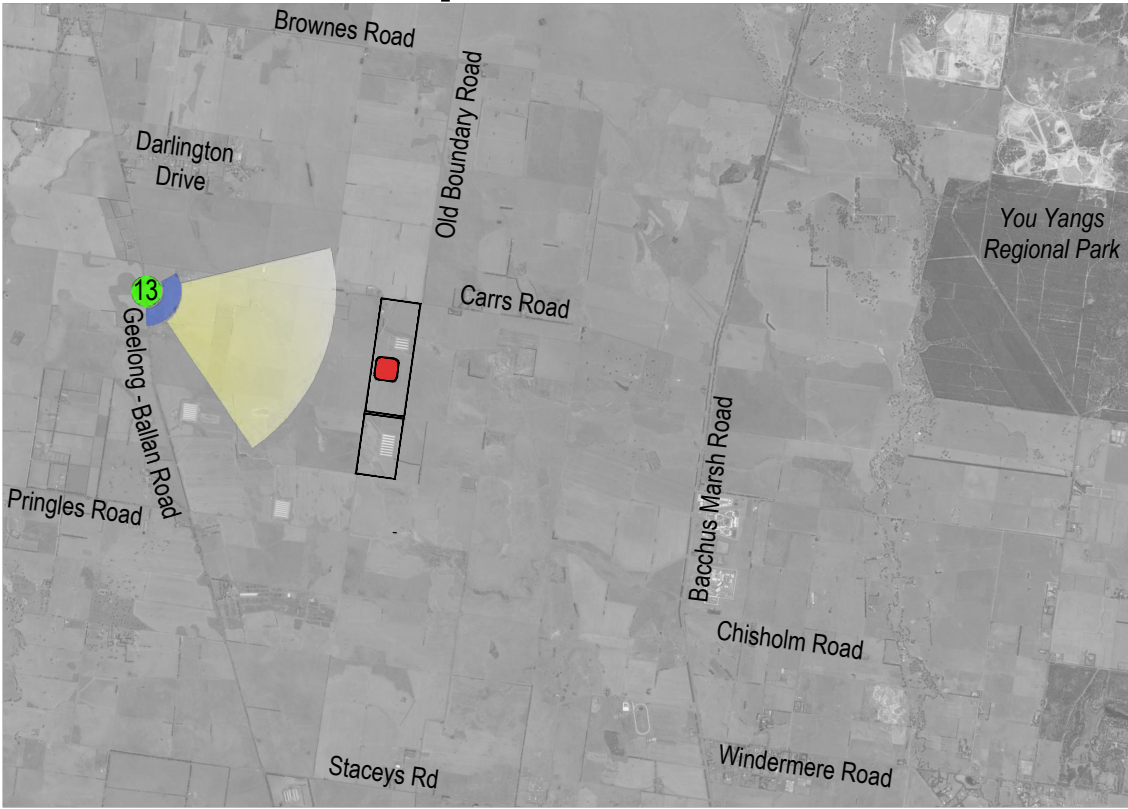 Brownes Road
Old Boundary Road
Darlington
Drive
You Yangs
Regional Park
13
Carrs Road
Geelong - Ballan Road
Bacchus Marsh Road
Pringles Road
Chisholm Road
Staceys Rd
Windermere Road